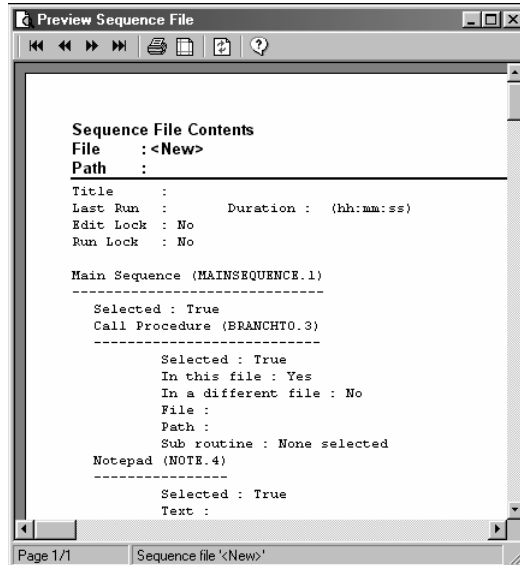 Preview Sequence File
Sequence File Contents
File : <New>
Path :
Title :
Last Run : Duration : (hh:mm:ss)
Edit Lock : No
Run Lock : No
Main Sequence (MAINSEQUENCE.1)
-----------------------------
Selected : True
Call Procedure (BRANCHTO.3)
--------------------------
Selected : True
In this file : Yes
In a different file : No
File :
Path :
Sub routine : None selected
Notepad (NOTE.4)
----------------
Selected : True
Text :
Page 1/1 Sequence file '<New>'